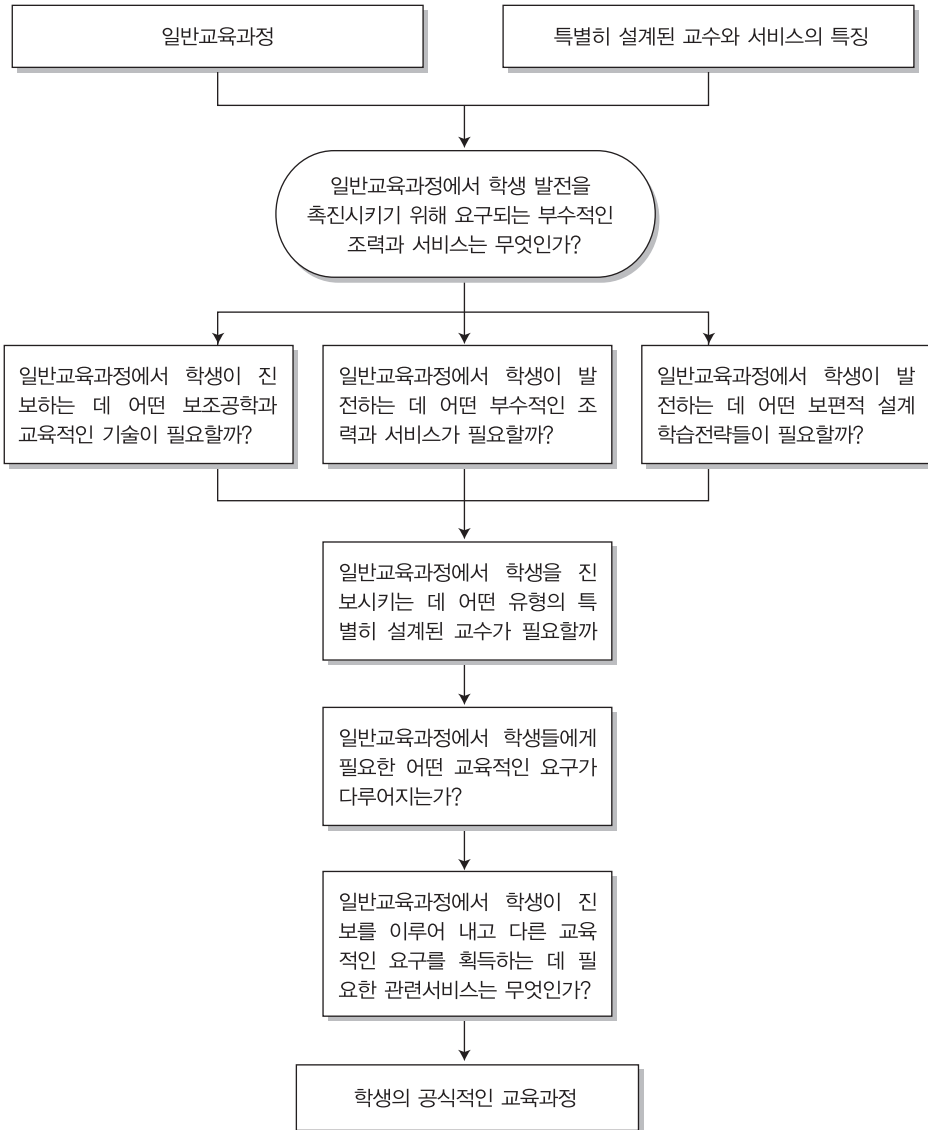 일반교육과정
특별히 설계된 교수와 서비스의 특징
일반교육과정에서 학생 발전을
촉진시키기 위해 요구되는 부수적인
조력과 서비스는 무엇인가?
일반교육과정에서 학생이 진
보하는 데 어떤 보조공학과
교육적인 기술이 필요할까?
일반교육과정에서 학생이 발
전하는 데 어떤 부수적인 조
력과 서비스가 필요할까?
일반교육과정에서 학생이 발
전하는 데 어떤 보편적 설계
학습전략들이 필요할까?
일반교육과정에서 학생을 진
보시키는 데 어떤 유형의 특
별히 설계된 교수가 필요할까
일반교육과정에서 학생들에게
필요한 어떤 교육적인 요구가
다루어지는가?
일반교육과정에서 학생이 진
보를 이루어 내고 다른 교육
적인 요구를 획득하는 데 필
요한 관련서비스는 무엇인가?
학생의 공식적인 교육과정